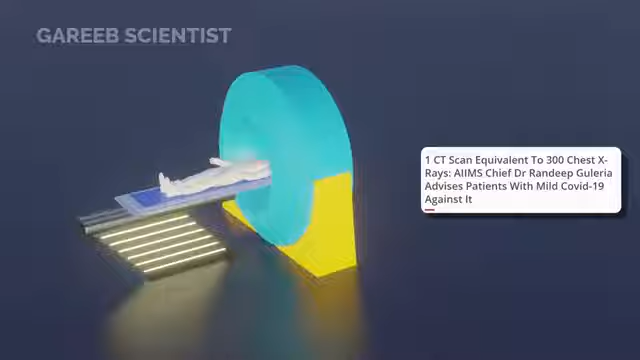 GAREEB SCIENTIST
1 CT Scan Equivalent To 300 Chest X-
Rays: AIIMS Chief Dr Randeep Guleria
Advises Patients With Mild Covid-19
Against It